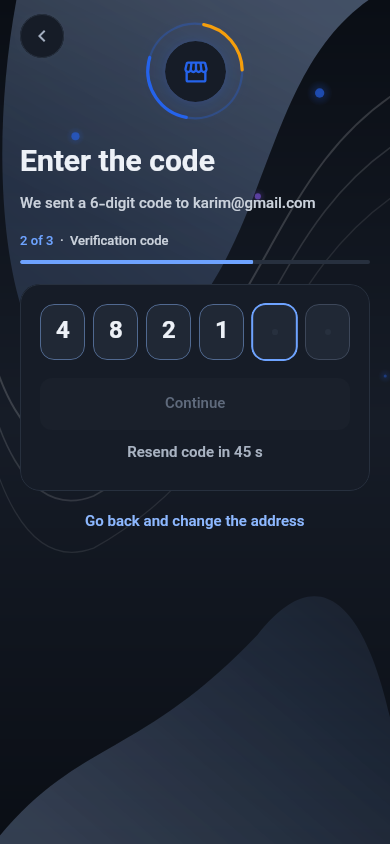 Enter the code
We sent a 6-digit code to karim@gmail.com
2 of 3 · Verification code
4 8 2 1
Continue
Resend code in 45 s
Go back and change the address